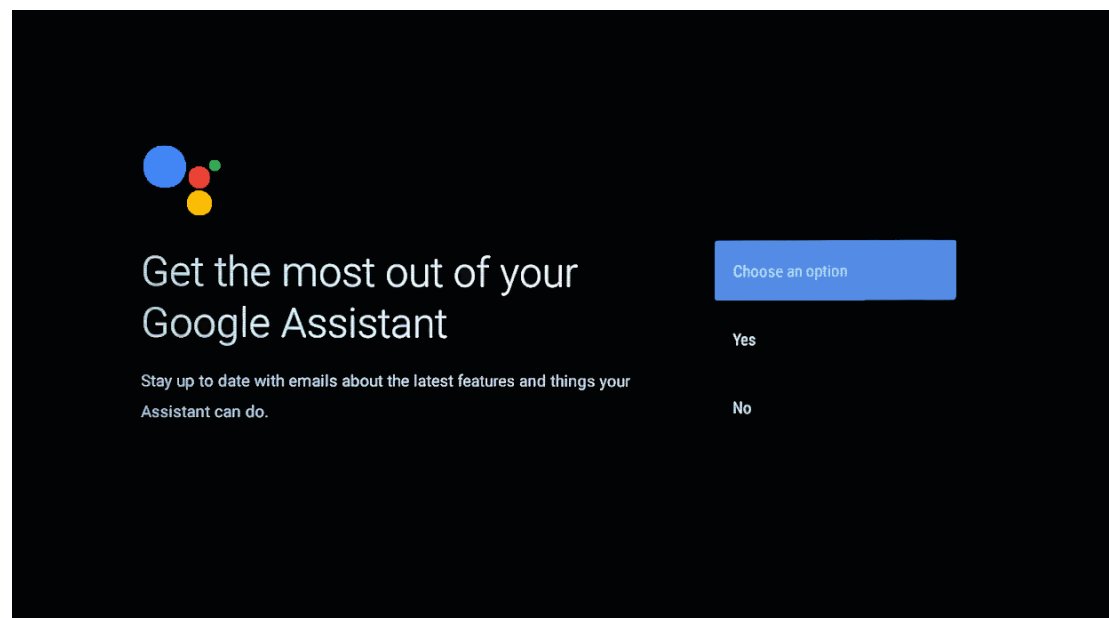 Get the most out of your
Google Assistant
Stay up to date with emails about the latest features and things your
Assistant can do.
Choose an option
Yes
No